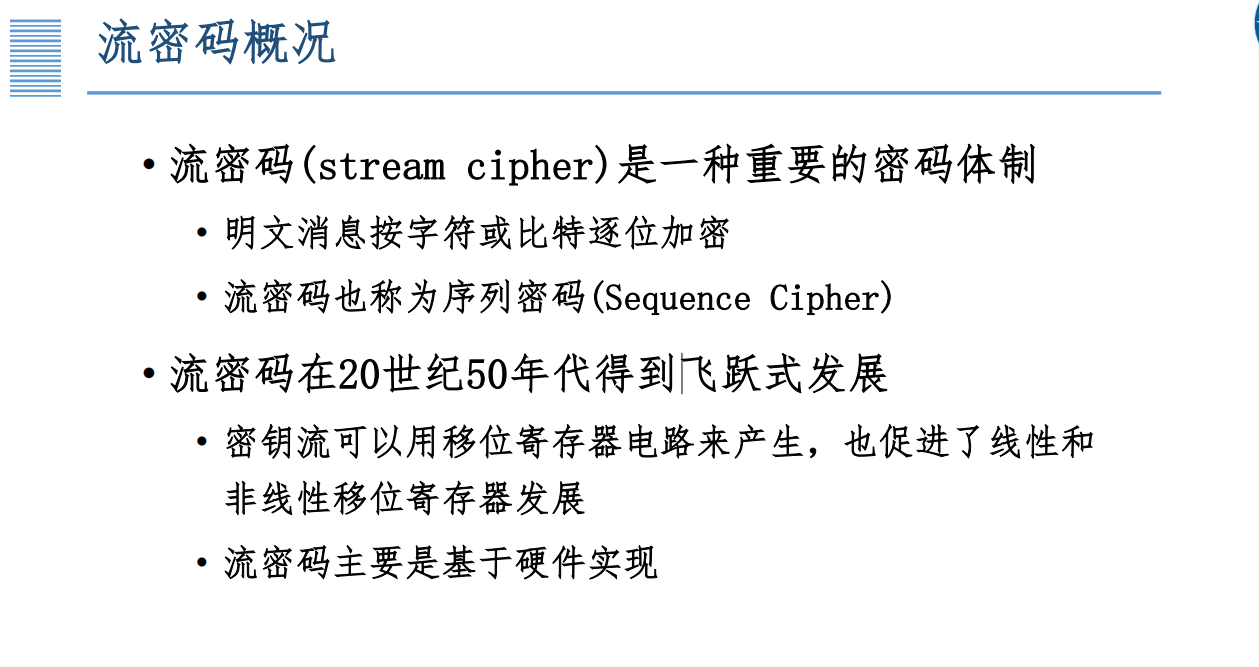 流密码概况
•流密码(stream cipher)是一种重要的密码体制
•明文消息按字符或比特逐位加密
•流密码也称为序列密码(Sequence Cipher)
•流密码在20世纪50年代得到飞跃式发展
•密钥流可以用移位寄存器电路来产生，也促进了线性和
非线性移位寄存器发展
•流密码主要是基于硬件实现